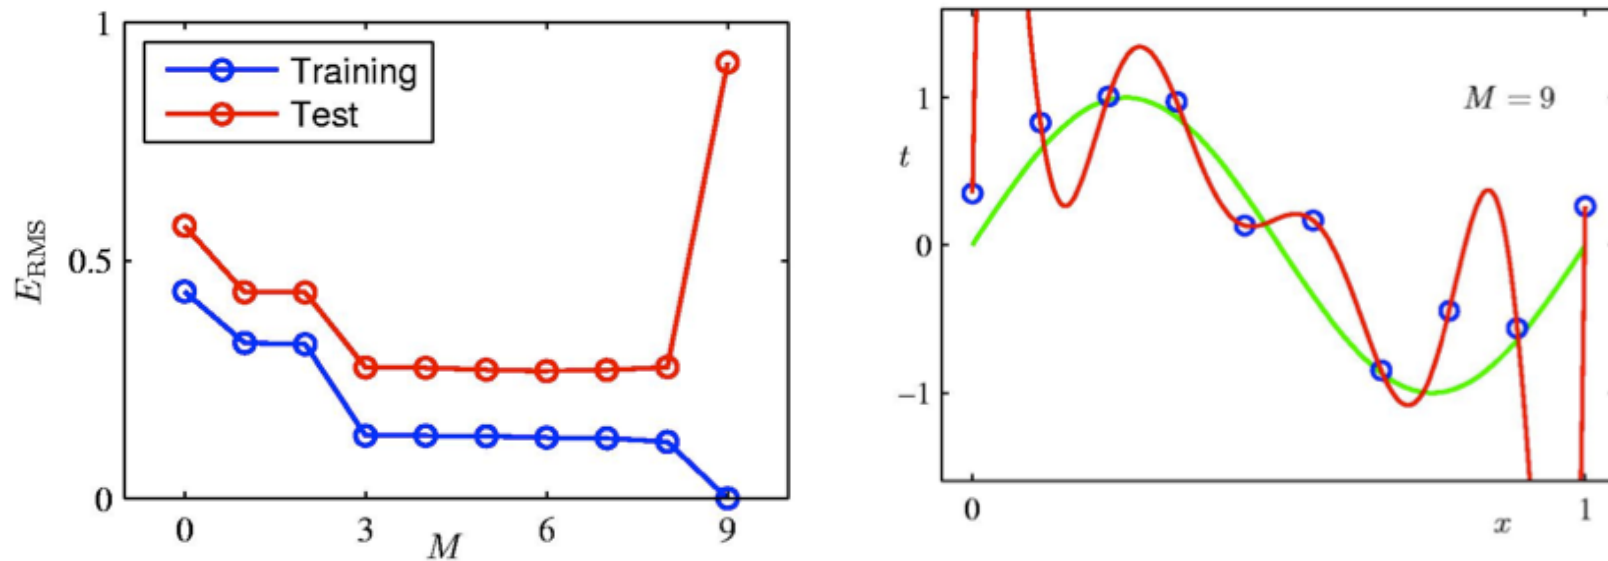 1
Training
Test
0.5
E_RMS
0
0 3 6 9
M
M = 9
1
t
0
−1
0 1
x